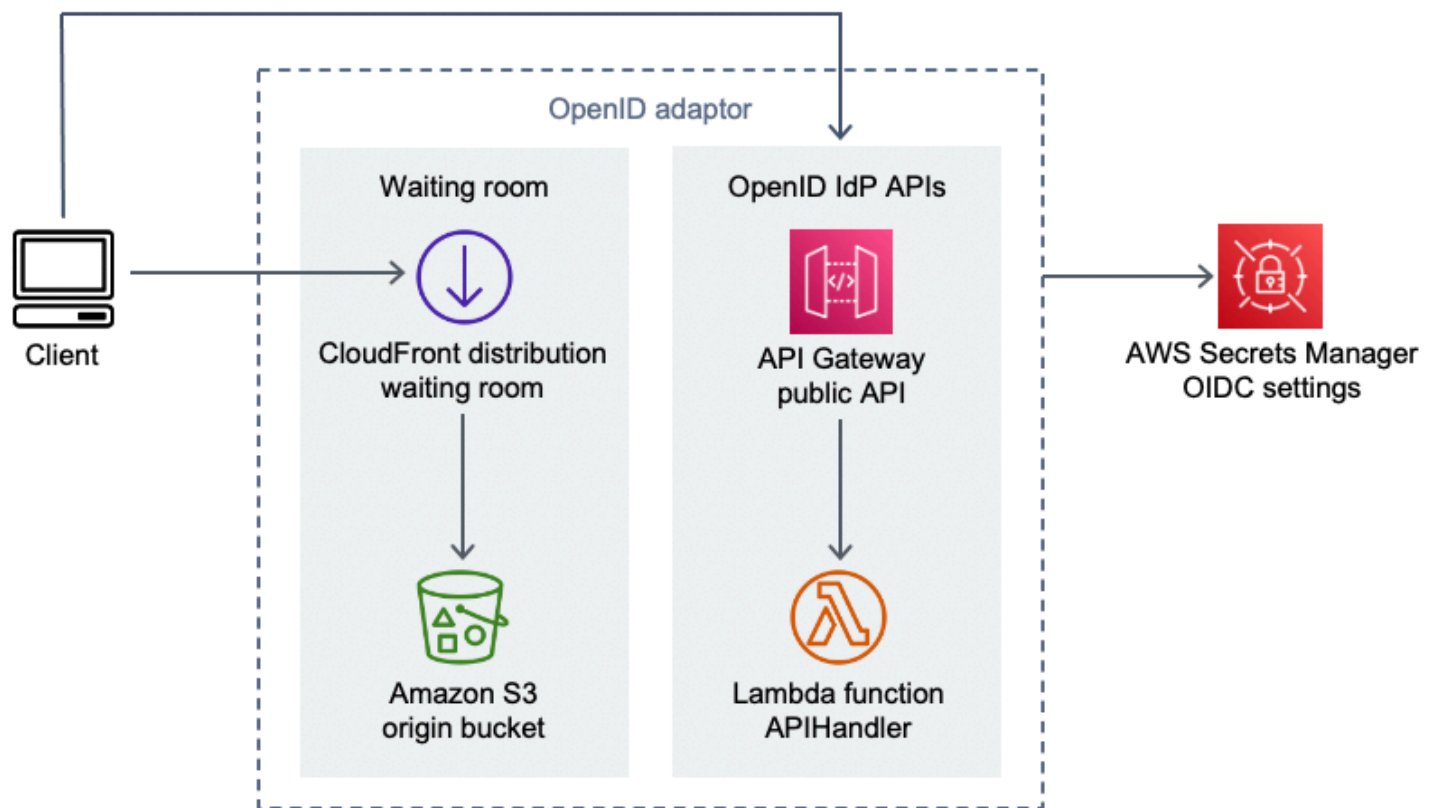 OpenID adaptor
Waiting room
OpenID IdP APIs
</>
Client
CloudFront distribution
waiting room
API Gateway
public API
AWS Secrets Manager
OIDC settings
Amazon S3
origin bucket
Lambda function
APIHandler